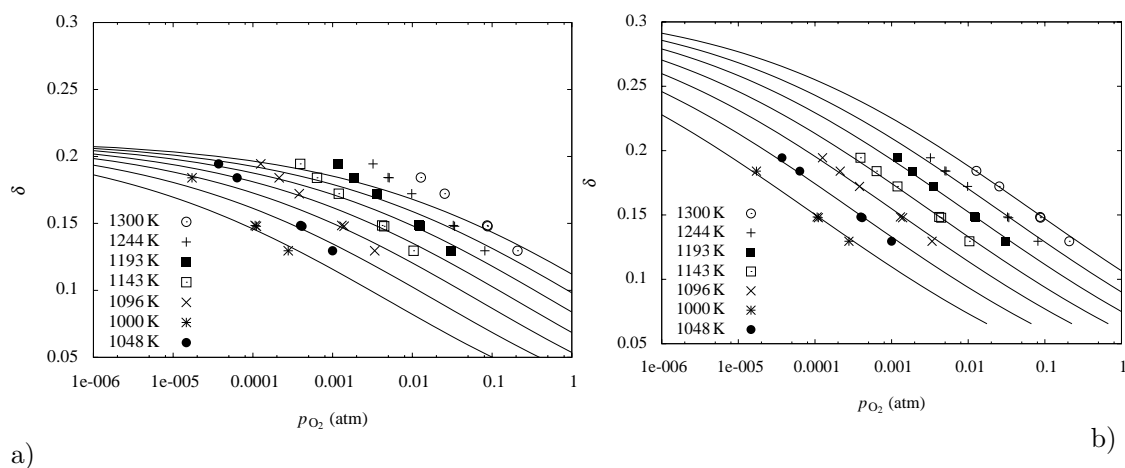 0.3
0.25
0.2
0.15
0.1
0.05
δ
1300 K
1244 K
1193 K
1143 K
1096 K
1000 K
1048 K
1e-006 1e-005 0.0001 0.001 0.01 0.1 1
pO2 (atm)
a)
0.3
0.25
0.2
0.15
0.1
0.05
δ
1300 K
1244 K
1193 K
1143 K
1096 K
1000 K
1048 K
1e-006 1e-005 0.0001 0.001 0.01 0.1 1
pO2 (atm)
b)